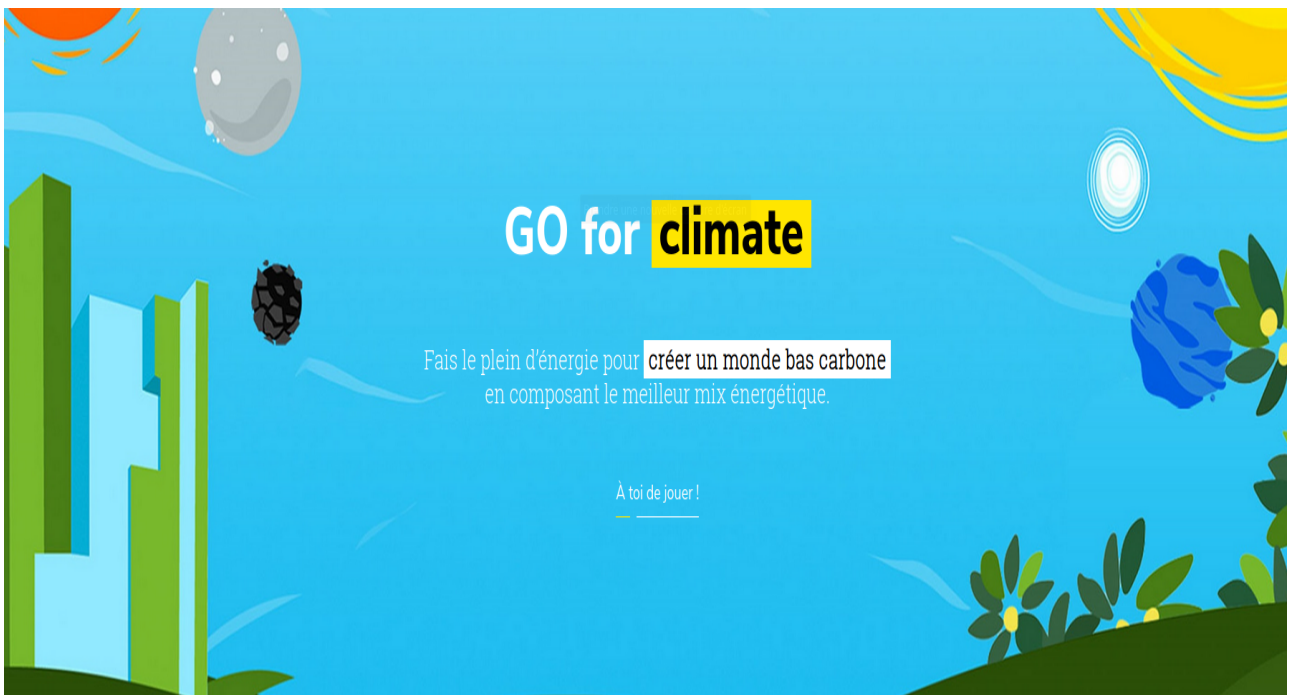 GO for climate
Fais le plein d'énergie pour créer un monde bas carbone
en composant le meilleur mix énergétique.
À toi de jouer !